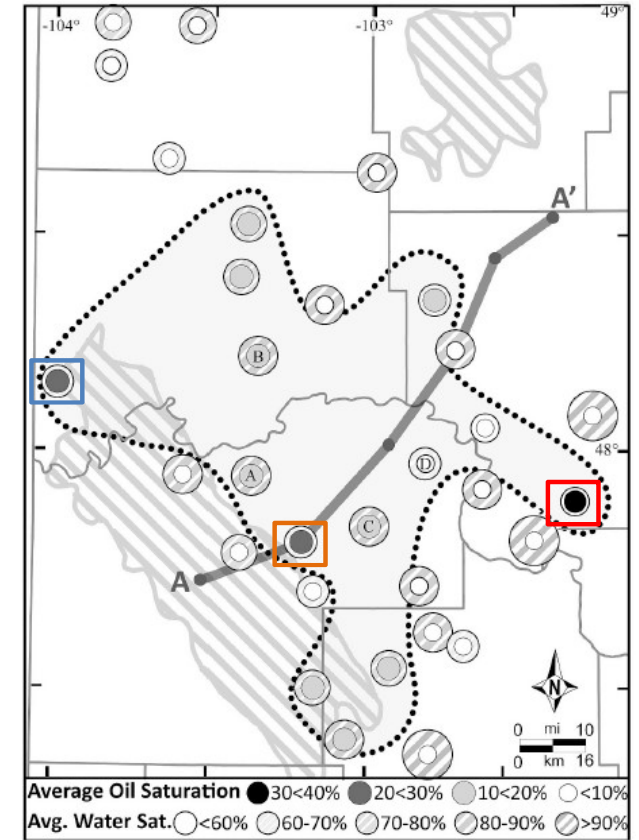 -104° -103° 49°
A'
B
48°
D
A
C
A
N
0 mi 10
0 km 16
Average Oil Saturation 30<40% 20<30% 10<20% <10%
Avg. Water Sat. <60% 60-70% 70-80% 80-90% >90%